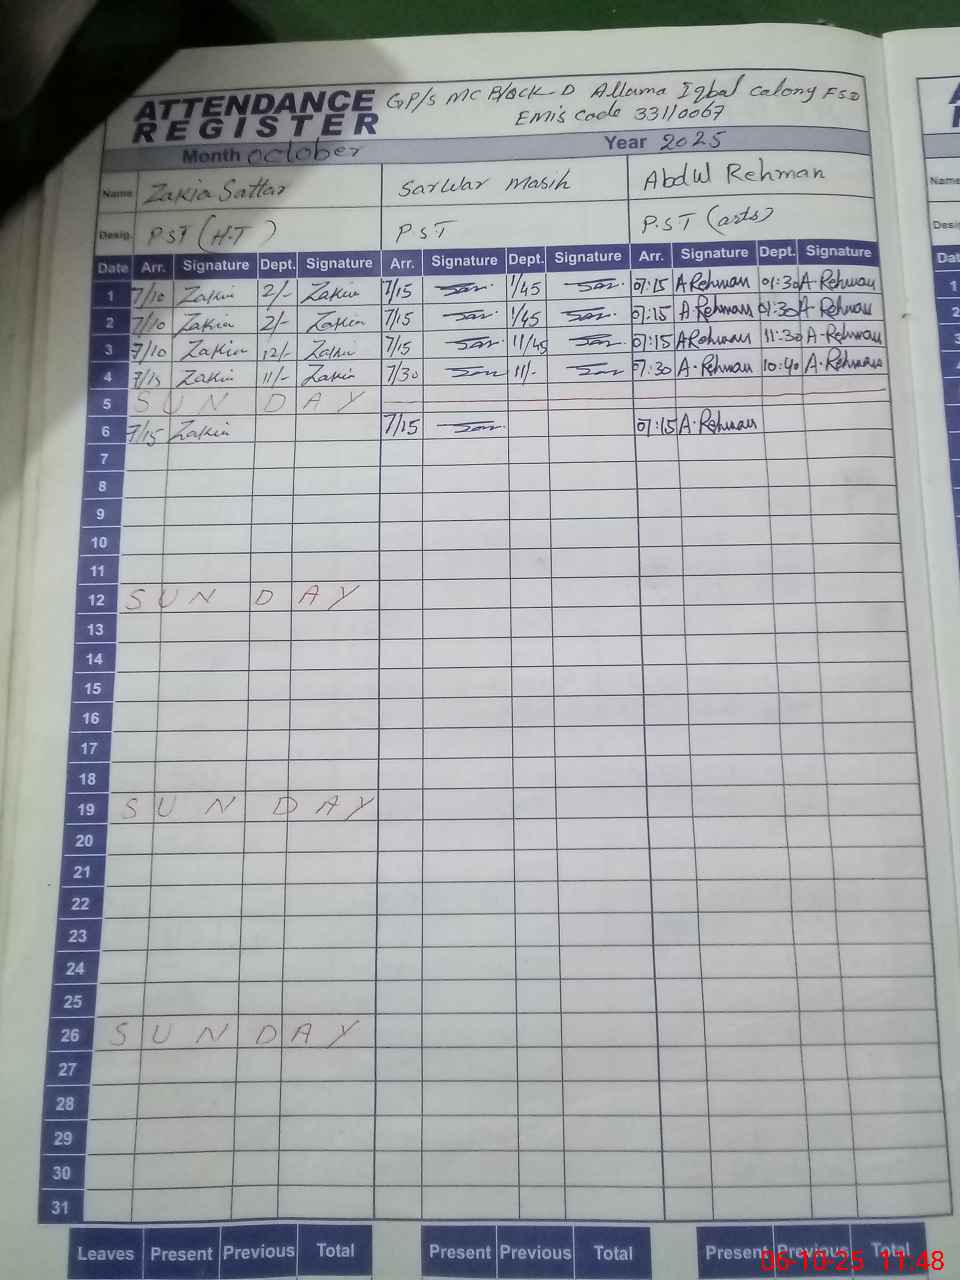 ATTENDANCE REGISTER
GP/s MC Block-D Allama Iqbal Calony FSD
EMis Code 33110067
Month October Year 2025
Name Zakia Sattar Sarwar Masih Abdul Rehman
Desig. PST (H.T) PST P.S.T (arts)
Date Arr. Signature Dept. Signature Arr. Signature Dept. Signature Arr. Signature Dept. Signature
1 7/10 Zakia 2/- Zakia 7/15 1/45 07:15 A Rehman 01:30 A-Rehman
2 7/10 Zakia 2/- Zakia 7/15 1/45 07:15 A Rehman 01:30 A-Rehman
3 7/10 Zakia 12/- Zakia 7/15 11/45 07:15 A Rehman 11:30 A-Rehman
4 7/15 Zakia 11/- Zakia 7/30 11/- 07:30 A-Rehman 10:40 A-Rehman
5 SUNDAY
6 7/15 Zakia 7/15 07:15 A-Rehman
7
8
9
10
11
12 SUNDAY
13
14
15
16
17
18
19 SUNDAY
20
21
22
23
24
25
26 SUNDAY
27
28
29
30
31
Leaves Present Previous Total Present Previous Total Present Previous Total
06-10-25 11:48
Name
Date
1
2
3